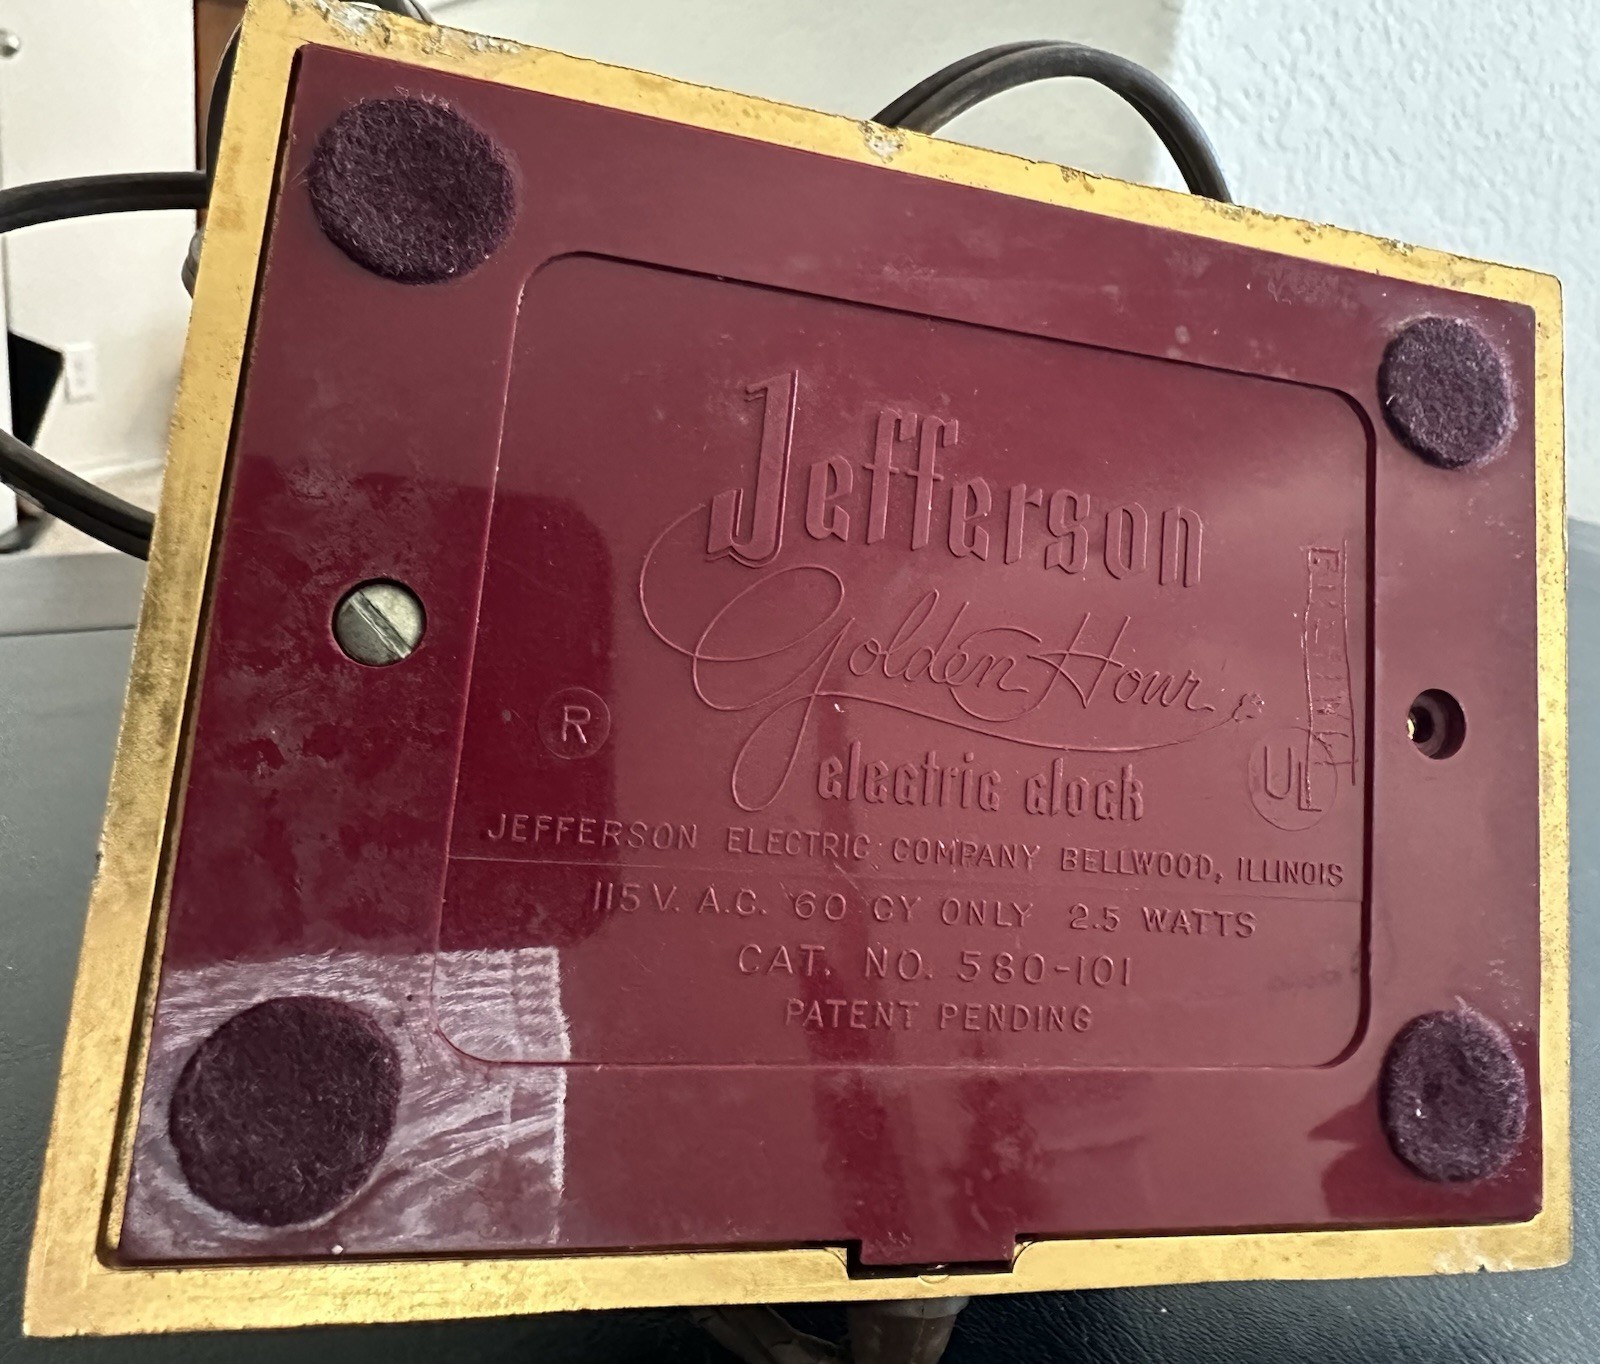 Jefferson
Golden Hour
electric clock
R
UL
JEFFERSON ELECTRIC COMPANY BELLWOOD, ILLINOIS
115 V. A.C. 60 CY ONLY 2.5 WATTS
CAT. NO. 580-101
PATENT PENDING